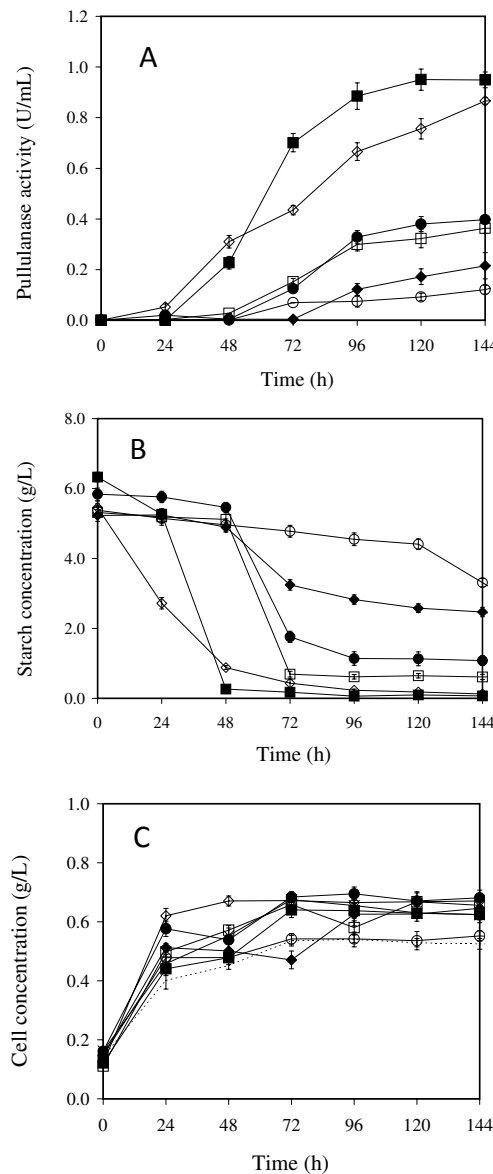 A
Pullulanase activity (U/mL)
1.2
1.0
0.8
0.6
0.4
0.2
0.0
0 24 48 72 96 120 144
Time (h)
B
Starch concentration (g/L)
8.0
6.0
4.0
2.0
0.0
0 24 48 72 96 120 144
Time (h)
C
Cell concentration (g/L)
1.0
0.8
0.6
0.4
0.2
0.0
0 24 48 72 96 120 144
Time (h)